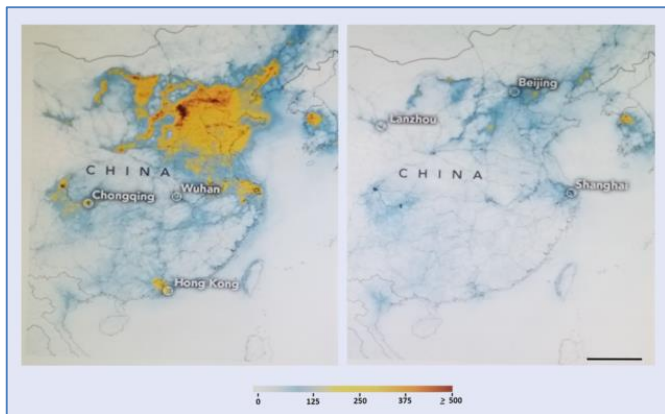 CHINA
Chongqing
Wuhan
Hong Kong
Beijing
Lanzhou
CHINA
Shanghai
0 125 250 375 ≥ 500